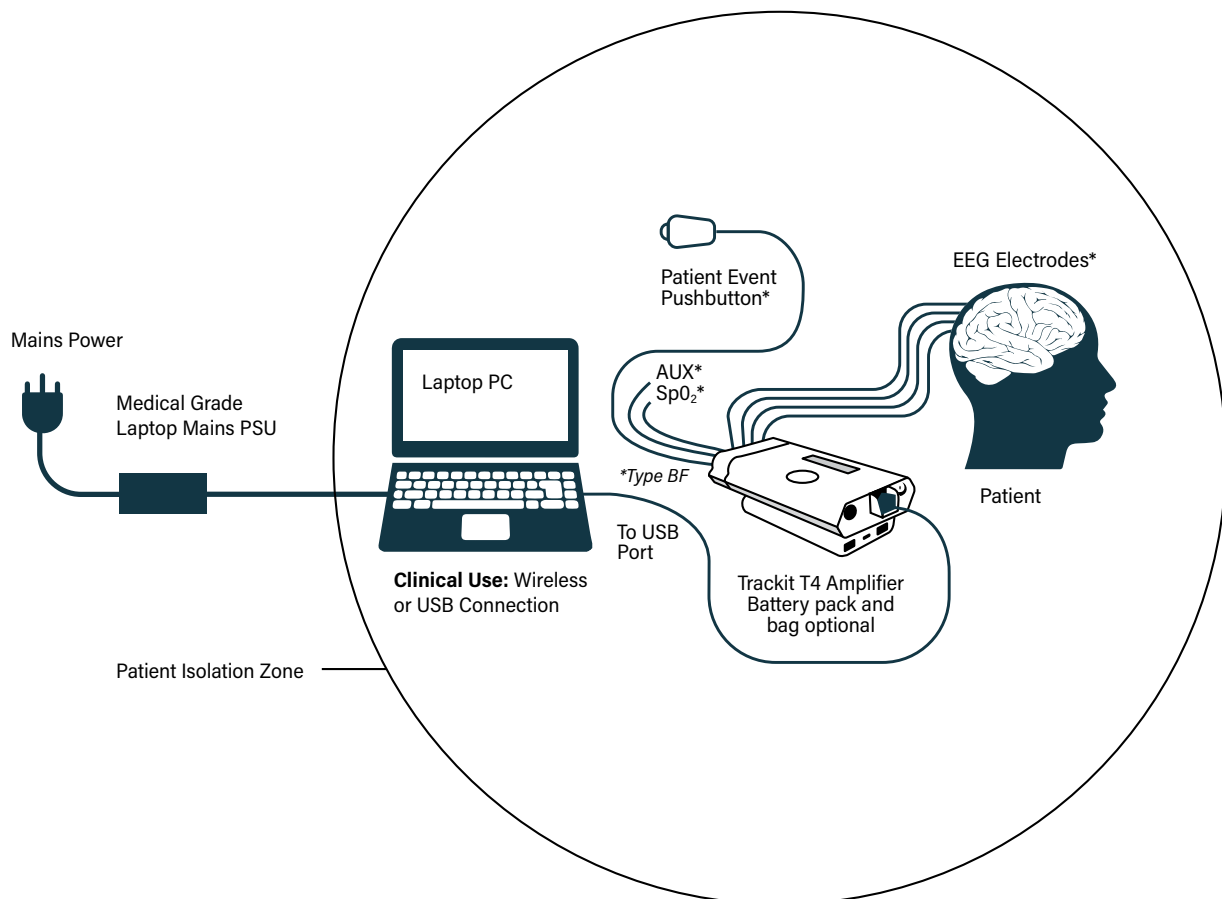 Patient Event
Pushbutton*
EEG Electrodes*
Mains Power
Medical Grade
Laptop Mains PSU
Laptop PC
AUX*
Sp0₂*
*Type BF
Patient
To USB
Port
Clinical Use: Wireless
or USB Connection
Trackit T4 Amplifier
Battery pack and
bag optional
Patient Isolation Zone